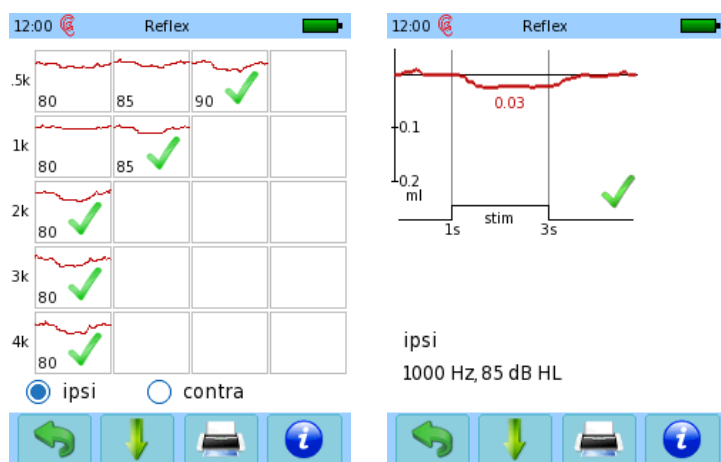 12:00 Reflex
.5k 80 85 90
1k 80 85
2k 80
3k 80
4k 80
ipsi contra
12:00 Reflex
0.03
0.1
0.2
ml
stim
1s 3s
ipsi
1000 Hz, 85 dB HL